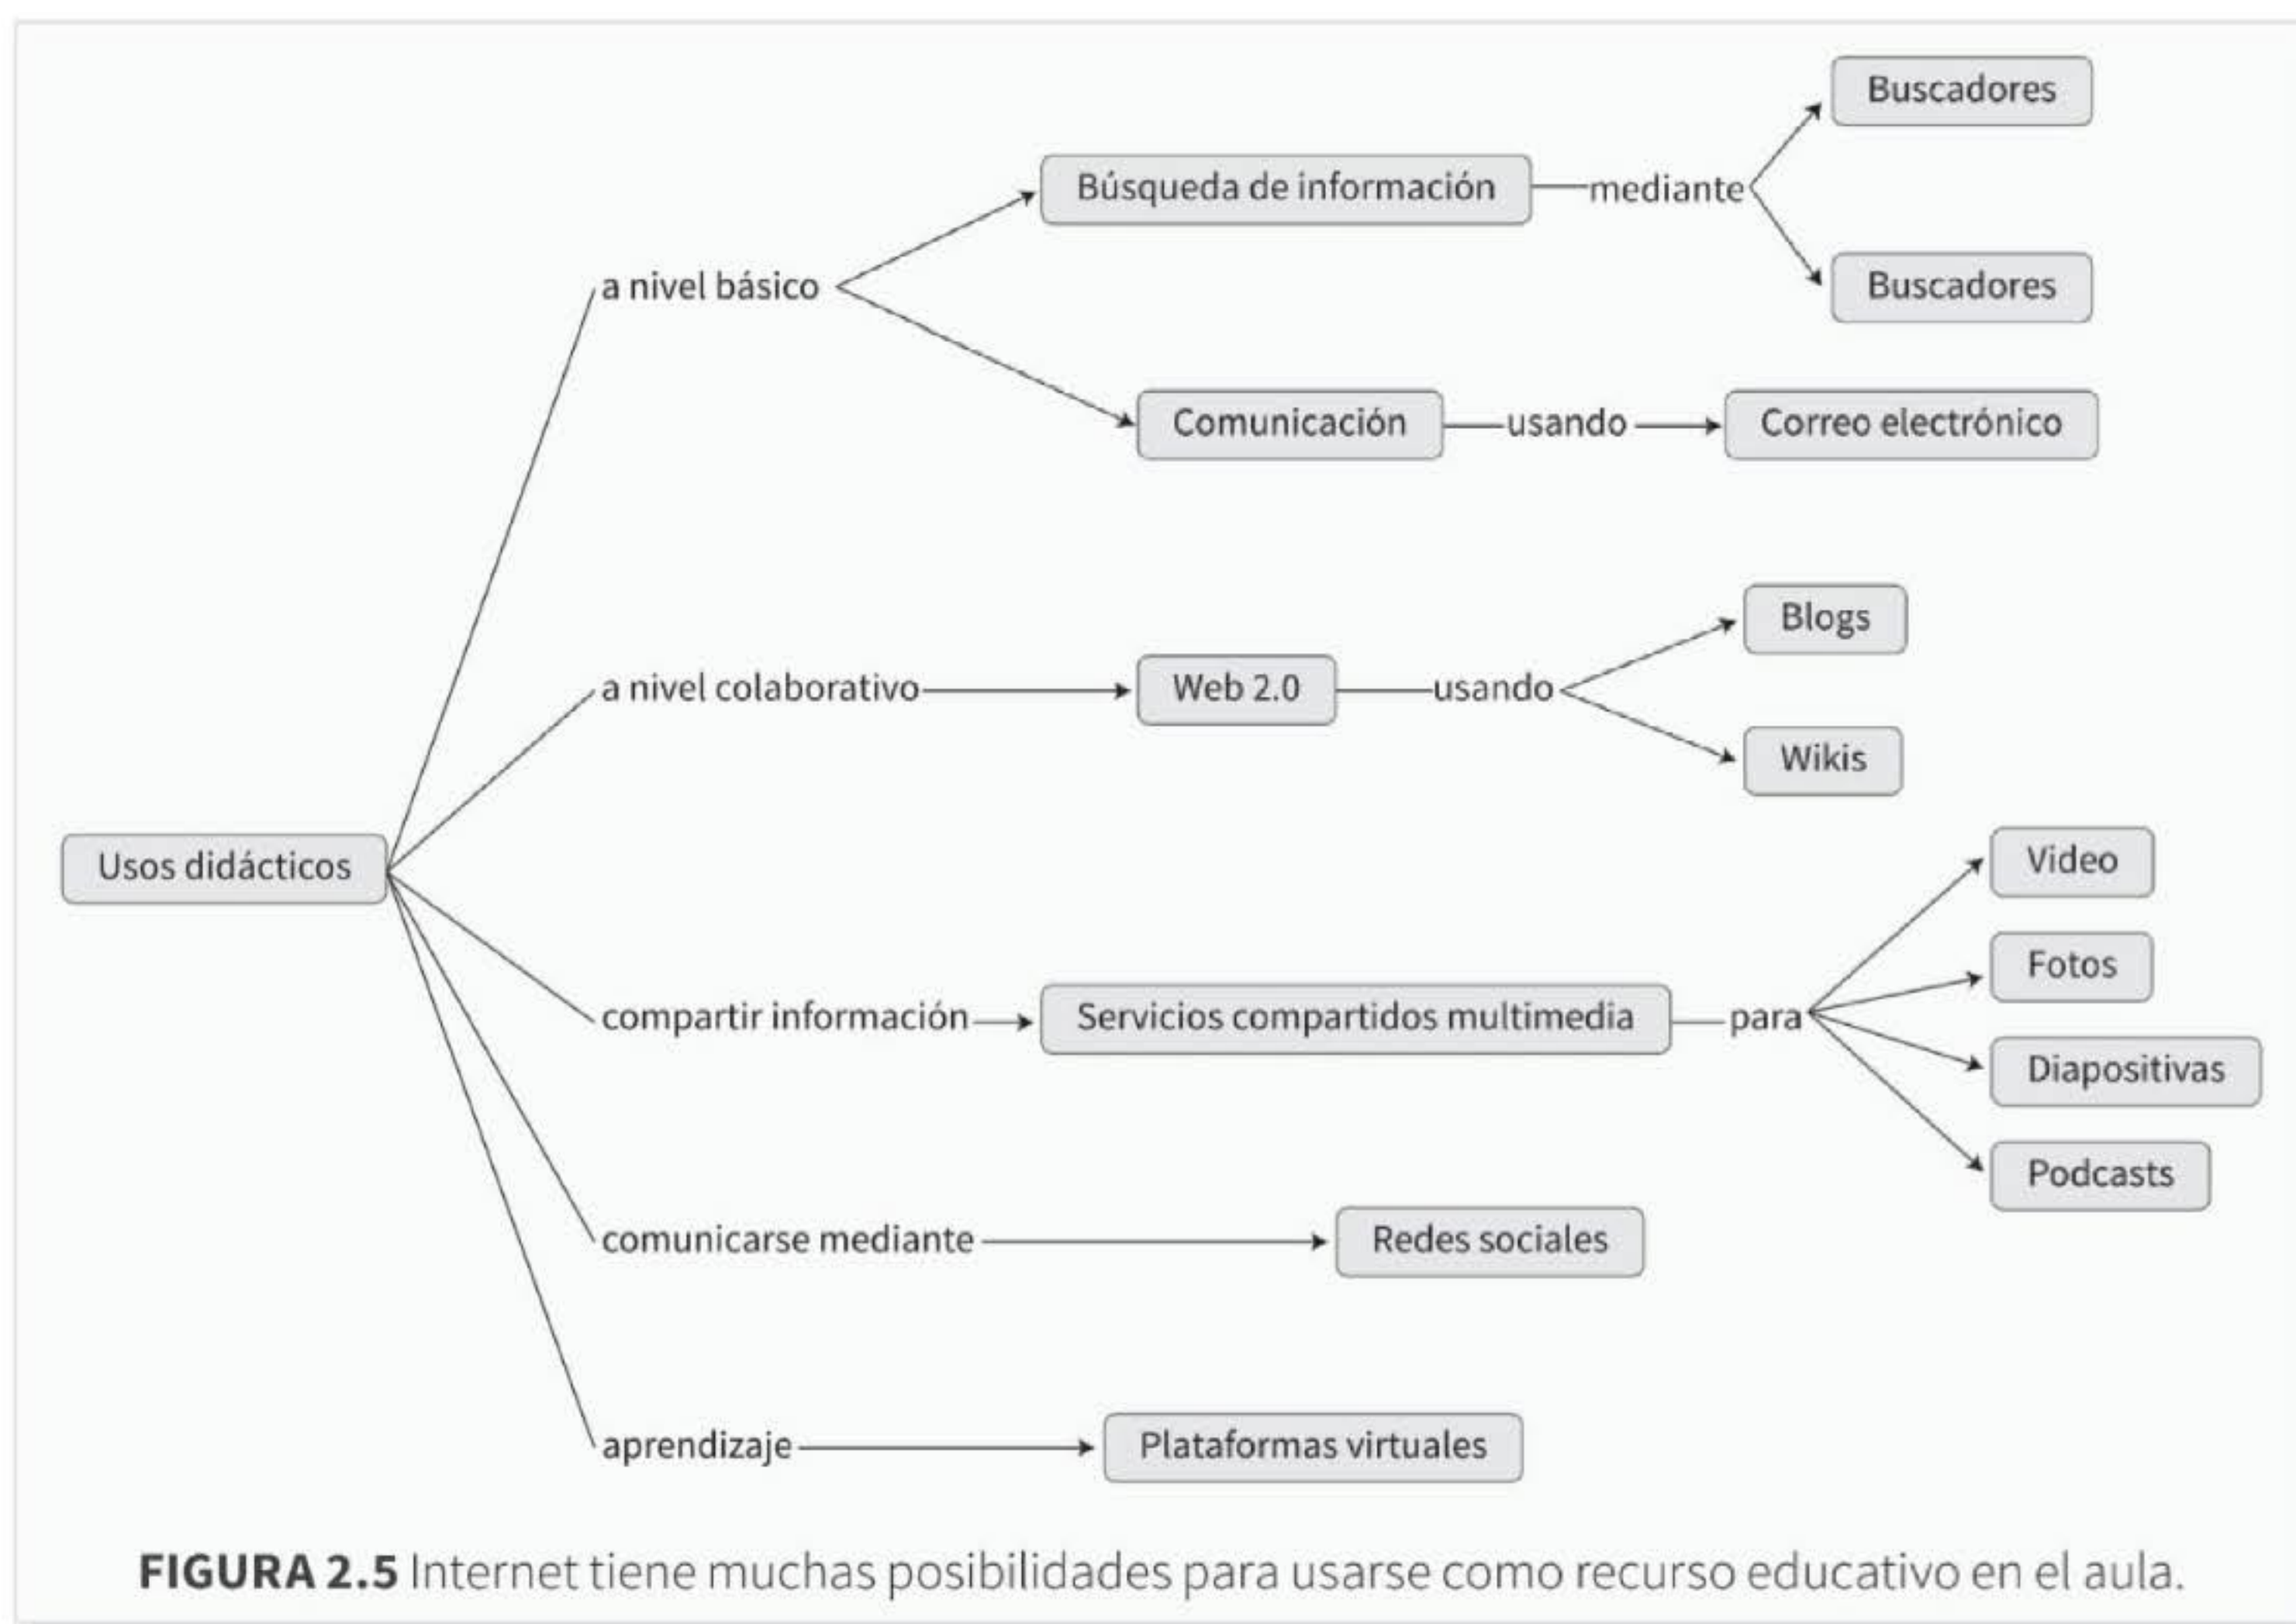 Usos didácticos
a nivel básico
Búsqueda de información
mediante
Buscadores
Buscadores
Comunicación
usando
Correo electrónico
a nivel colaborativo
Web 2.0
usando
Blogs
Wikis
compartir información
Servicios compartidos multimedia
para
Video
Fotos
Diapositivas
Podcasts
comunicarse mediante
Redes sociales
aprendizaje
Plataformas virtuales
FIGURA 2.5 Internet tiene muchas posibilidades para usarse como recurso educativo en el aula.